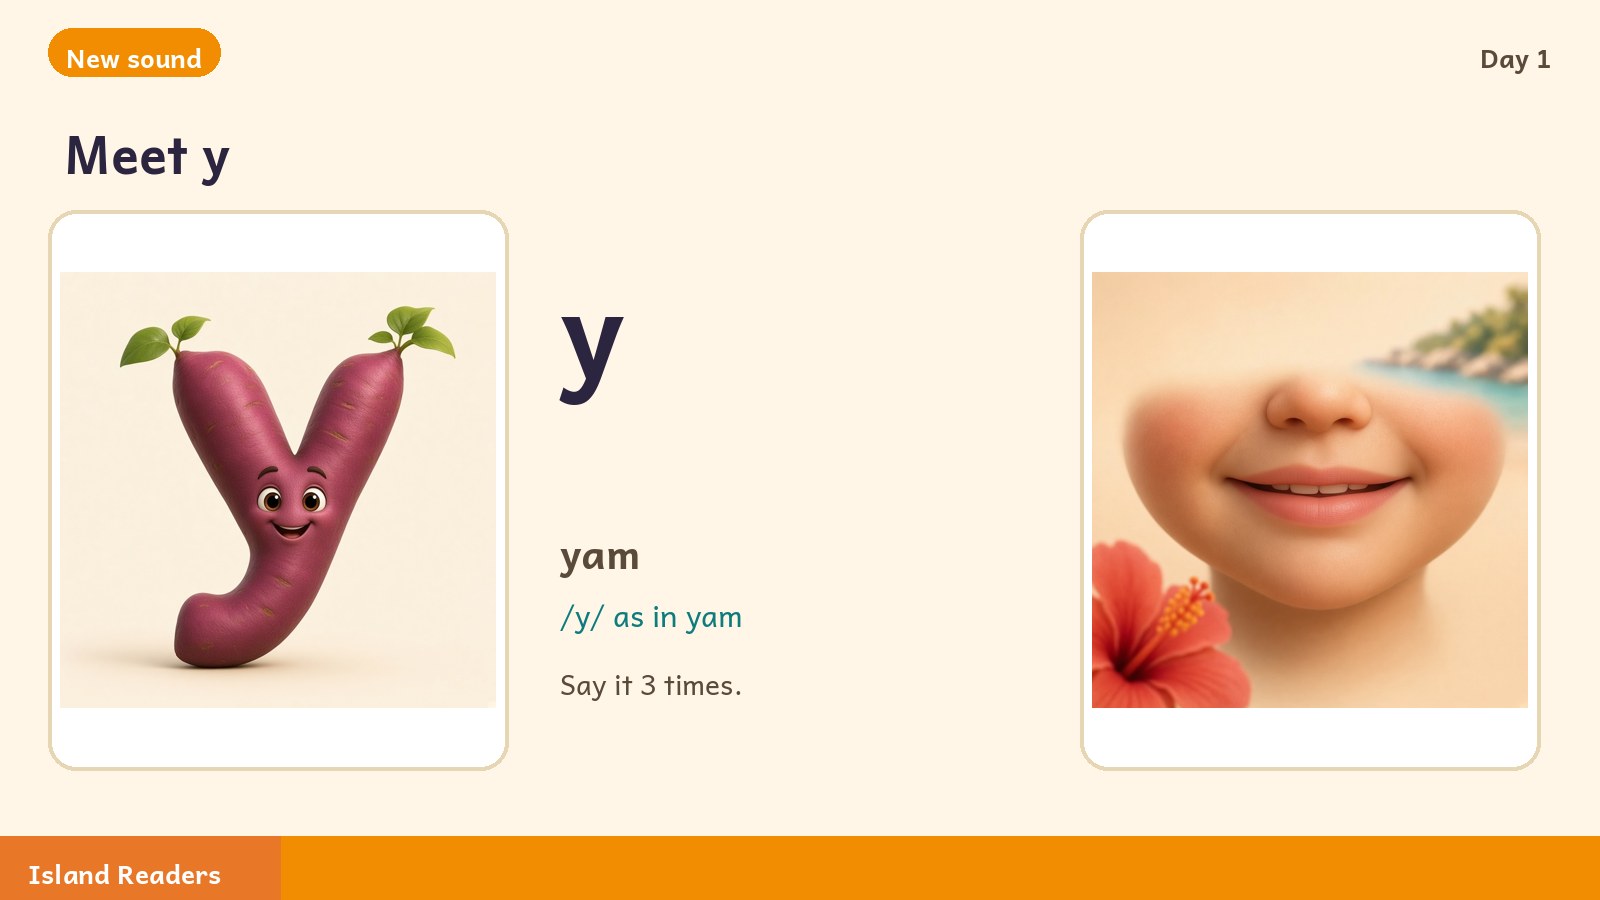 New sound
Day 1
Meet y
y
yam
/y/ as in yam
Say it 3 times.
Island Readers